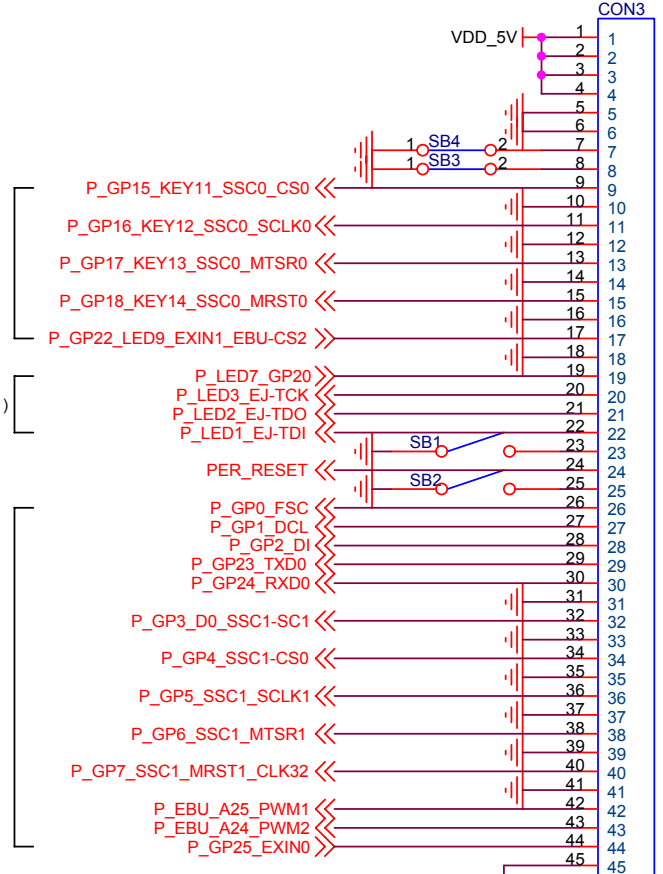 CON3
VDD_5V 1 1
2 2
3 3
4 4
5 5
6 6
1 SB4 2 7 7
1 SB3 2 8 8
P_GP15_KEY11_SSC0_CS0 9 9
10 10
P_GP16_KEY12_SSC0_SCLK0 11 11
12 12
P_GP17_KEY13_SSC0_MTSR0 13 13
14 14
P_GP18_KEY14_SSC0_MRST0 15 15
16 16
P_GP22_LED9_EXIN1_EBU-CS2 17 17
18 18
P_LED7_GP20 19 19
P_LED3_EJ-TCK 20 20
) P_LED2_EJ-TDO 21 21
P_LED1_EJ-TDI 22 22
SB1 23 23
PER_RESET 24 24
SB2 25 25
P_GP0_FSC 26 26
P_GP1_DCL 27 27
P_GP2_DI 28 28
P_GP23_TXD0 29 29
P_GP24_RXD0 30 30
31 31
P_GP3_D0_SSC1-SC1 32 32
33 33
P_GP4_SSC1-CS0 34 34
35 35
P_GP5_SSC1_SCLK1 36 36
37 37
P_GP6_SSC1_MTSR1 38 38
39 39
P_GP7_SSC1_MRST1_CLK32 40 40
41 41
P_EBU_A25_PWM1 42 42
P_EBU_A24_PWM2 43 43
P_GP25_EXIN0 44 44
45 45